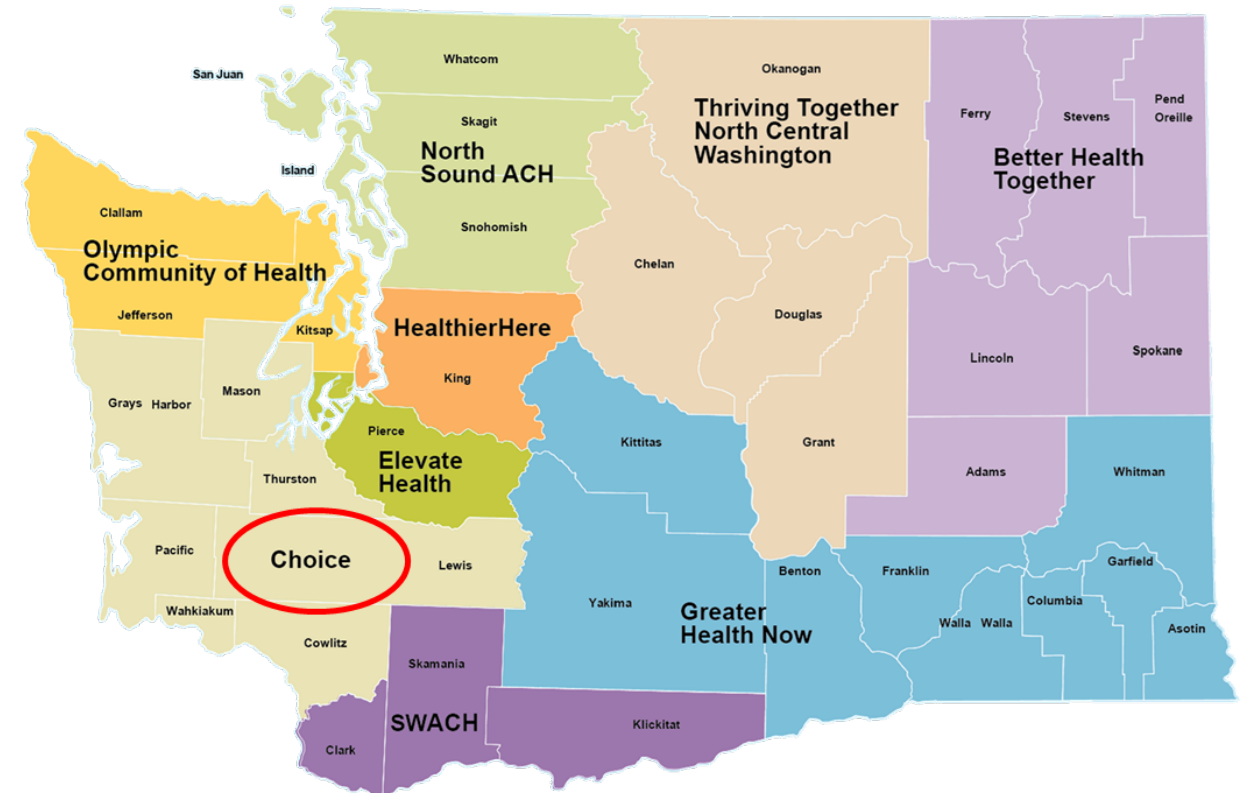 San Juan
Whatcom
Okanogan
Skagit
Thriving Together
North Central
Washington
Ferry
Stevens
Pend
Oreille
Island
North
Sound ACH
Better Health
Together
Clallam
Snohomish
Olympic
Community of Health
Chelan
Jefferson
Kitsap
HealthierHere
Douglas
King
Lincoln
Spokane
Mason
Grays Harbor
Pierce
Kittitas
Grant
Elevate
Health
Adams
Whitman
Thurston
Pacific
Choice
Lewis
Benton
Franklin
Garfield
Wahkiakum
Yakima
Greater
Health Now
Columbia
Walla Walla
Asotin
Cowlitz
Skamania
SWACH
Klickitat
Clark